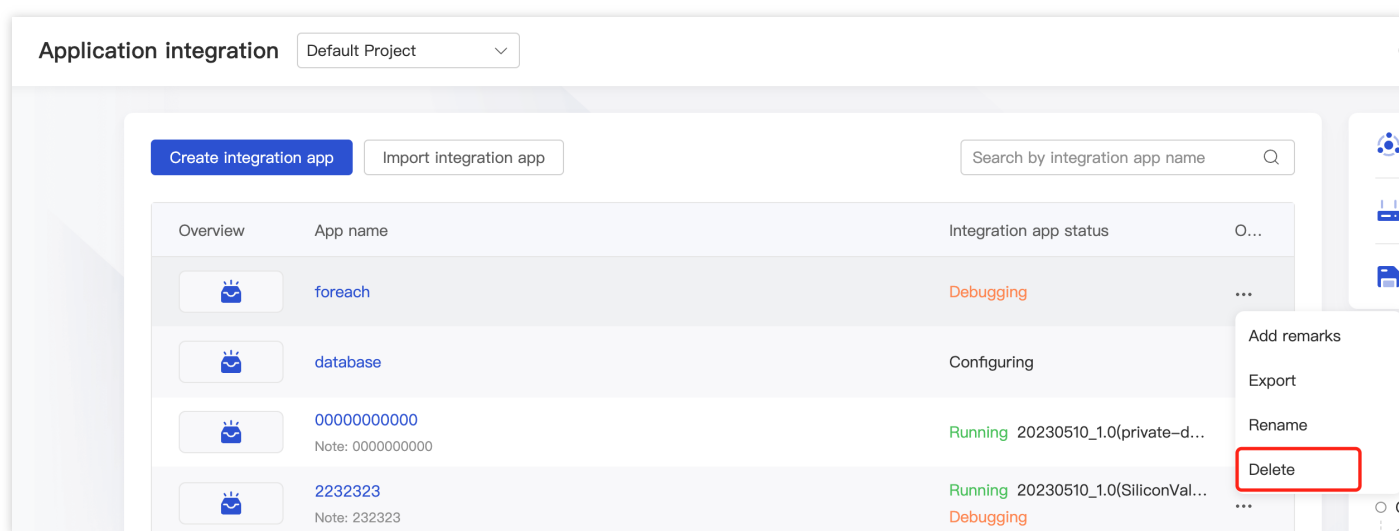 Application integration
Default Project
Create integration app
Import integration app
Search by integration app name
Overview App name Integration app status O...
foreach Debugging
Add remarks
database Configuring
Export
00000000000
Note: 0000000000
Running 20230510_1.0(private-d...
Rename
Delete
2232323
Note: 232323
Running 20230510_1.0(SiliconVal...
Debugging